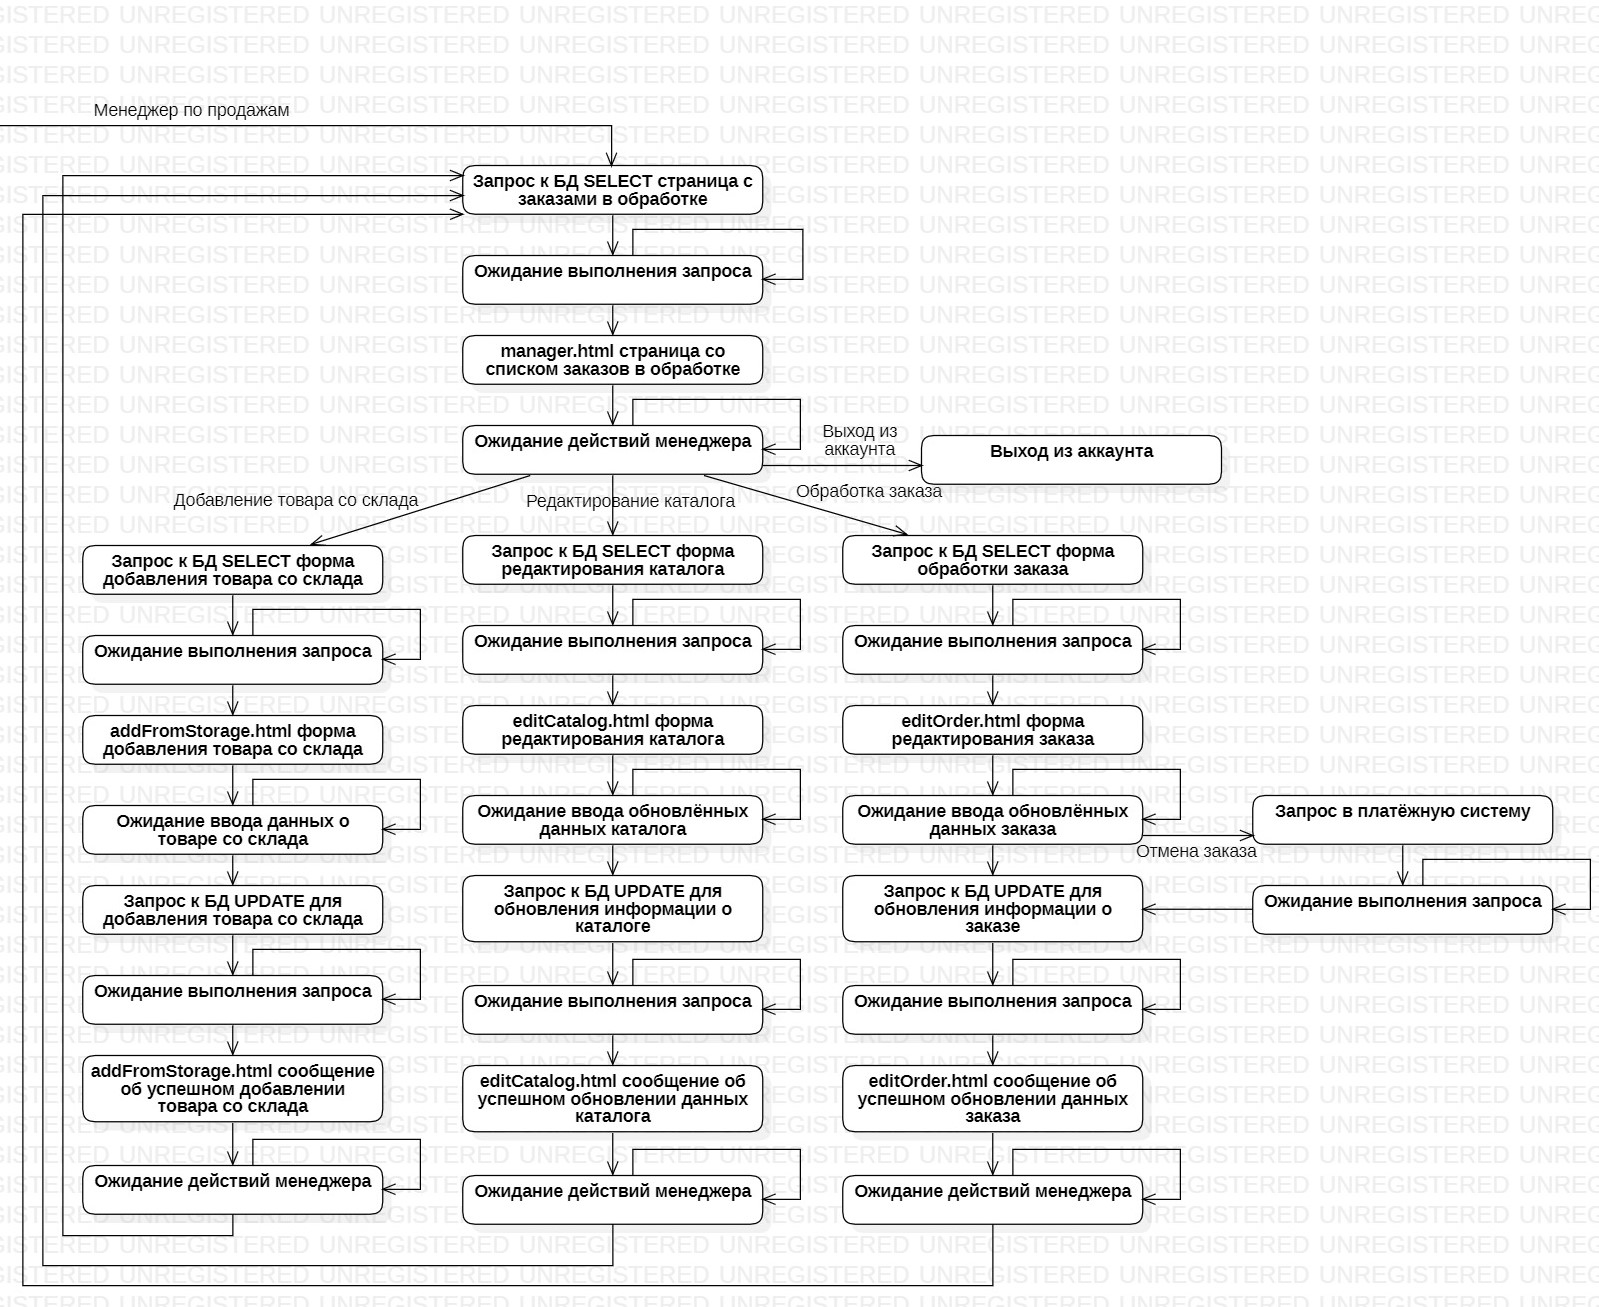 Менеджер по продажам
Запрос к БД SELECT страница с
заказами в обработке
Ожидание выполнения запроса
manager.html страница со
списком заказов в обработке
Ожидание действий менеджера
Выход из
аккаунта
Выход из аккаунта
Добавление товара со склада
Редактирование каталога
Обработка заказа
Запрос к БД SELECT форма
добавления товара со склада
Ожидание выполнения запроса
addFromStorage.html форма
добавления товара со склада
Ожидание ввода данных о
товаре со склада
Запрос к БД UPDATE для
добавления товара со склада
Ожидание выполнения запроса
addFromStorage.html сообщение
об успешном добавлении
товара со склада
Ожидание действий менеджера
Запрос к БД SELECT форма
редактирования каталога
Ожидание выполнения запроса
editCatalog.html форма
редактирования каталога
Ожидание ввода обновлённых
данных каталога
Запрос к БД UPDATE для
обновления информации о
каталоге
Ожидание выполнения запроса
editCatalog.html сообщение об
успешном обновлении данных
каталога
Ожидание действий менеджера
Запрос к БД SELECT форма
обработки заказа
Ожидание выполнения запроса
editOrder.html форма
редактирования заказа
Ожидание ввода обновлённых
данных заказа
Отмена заказа
Запрос в платёжную систему
Ожидание выполнения запроса
Запрос к БД UPDATE для
обновления информации о
заказе
Ожидание выполнения запроса
editOrder.html сообщение об
успешном обновлении данных
заказа
Ожидание действий менеджера
UNREGISTERED